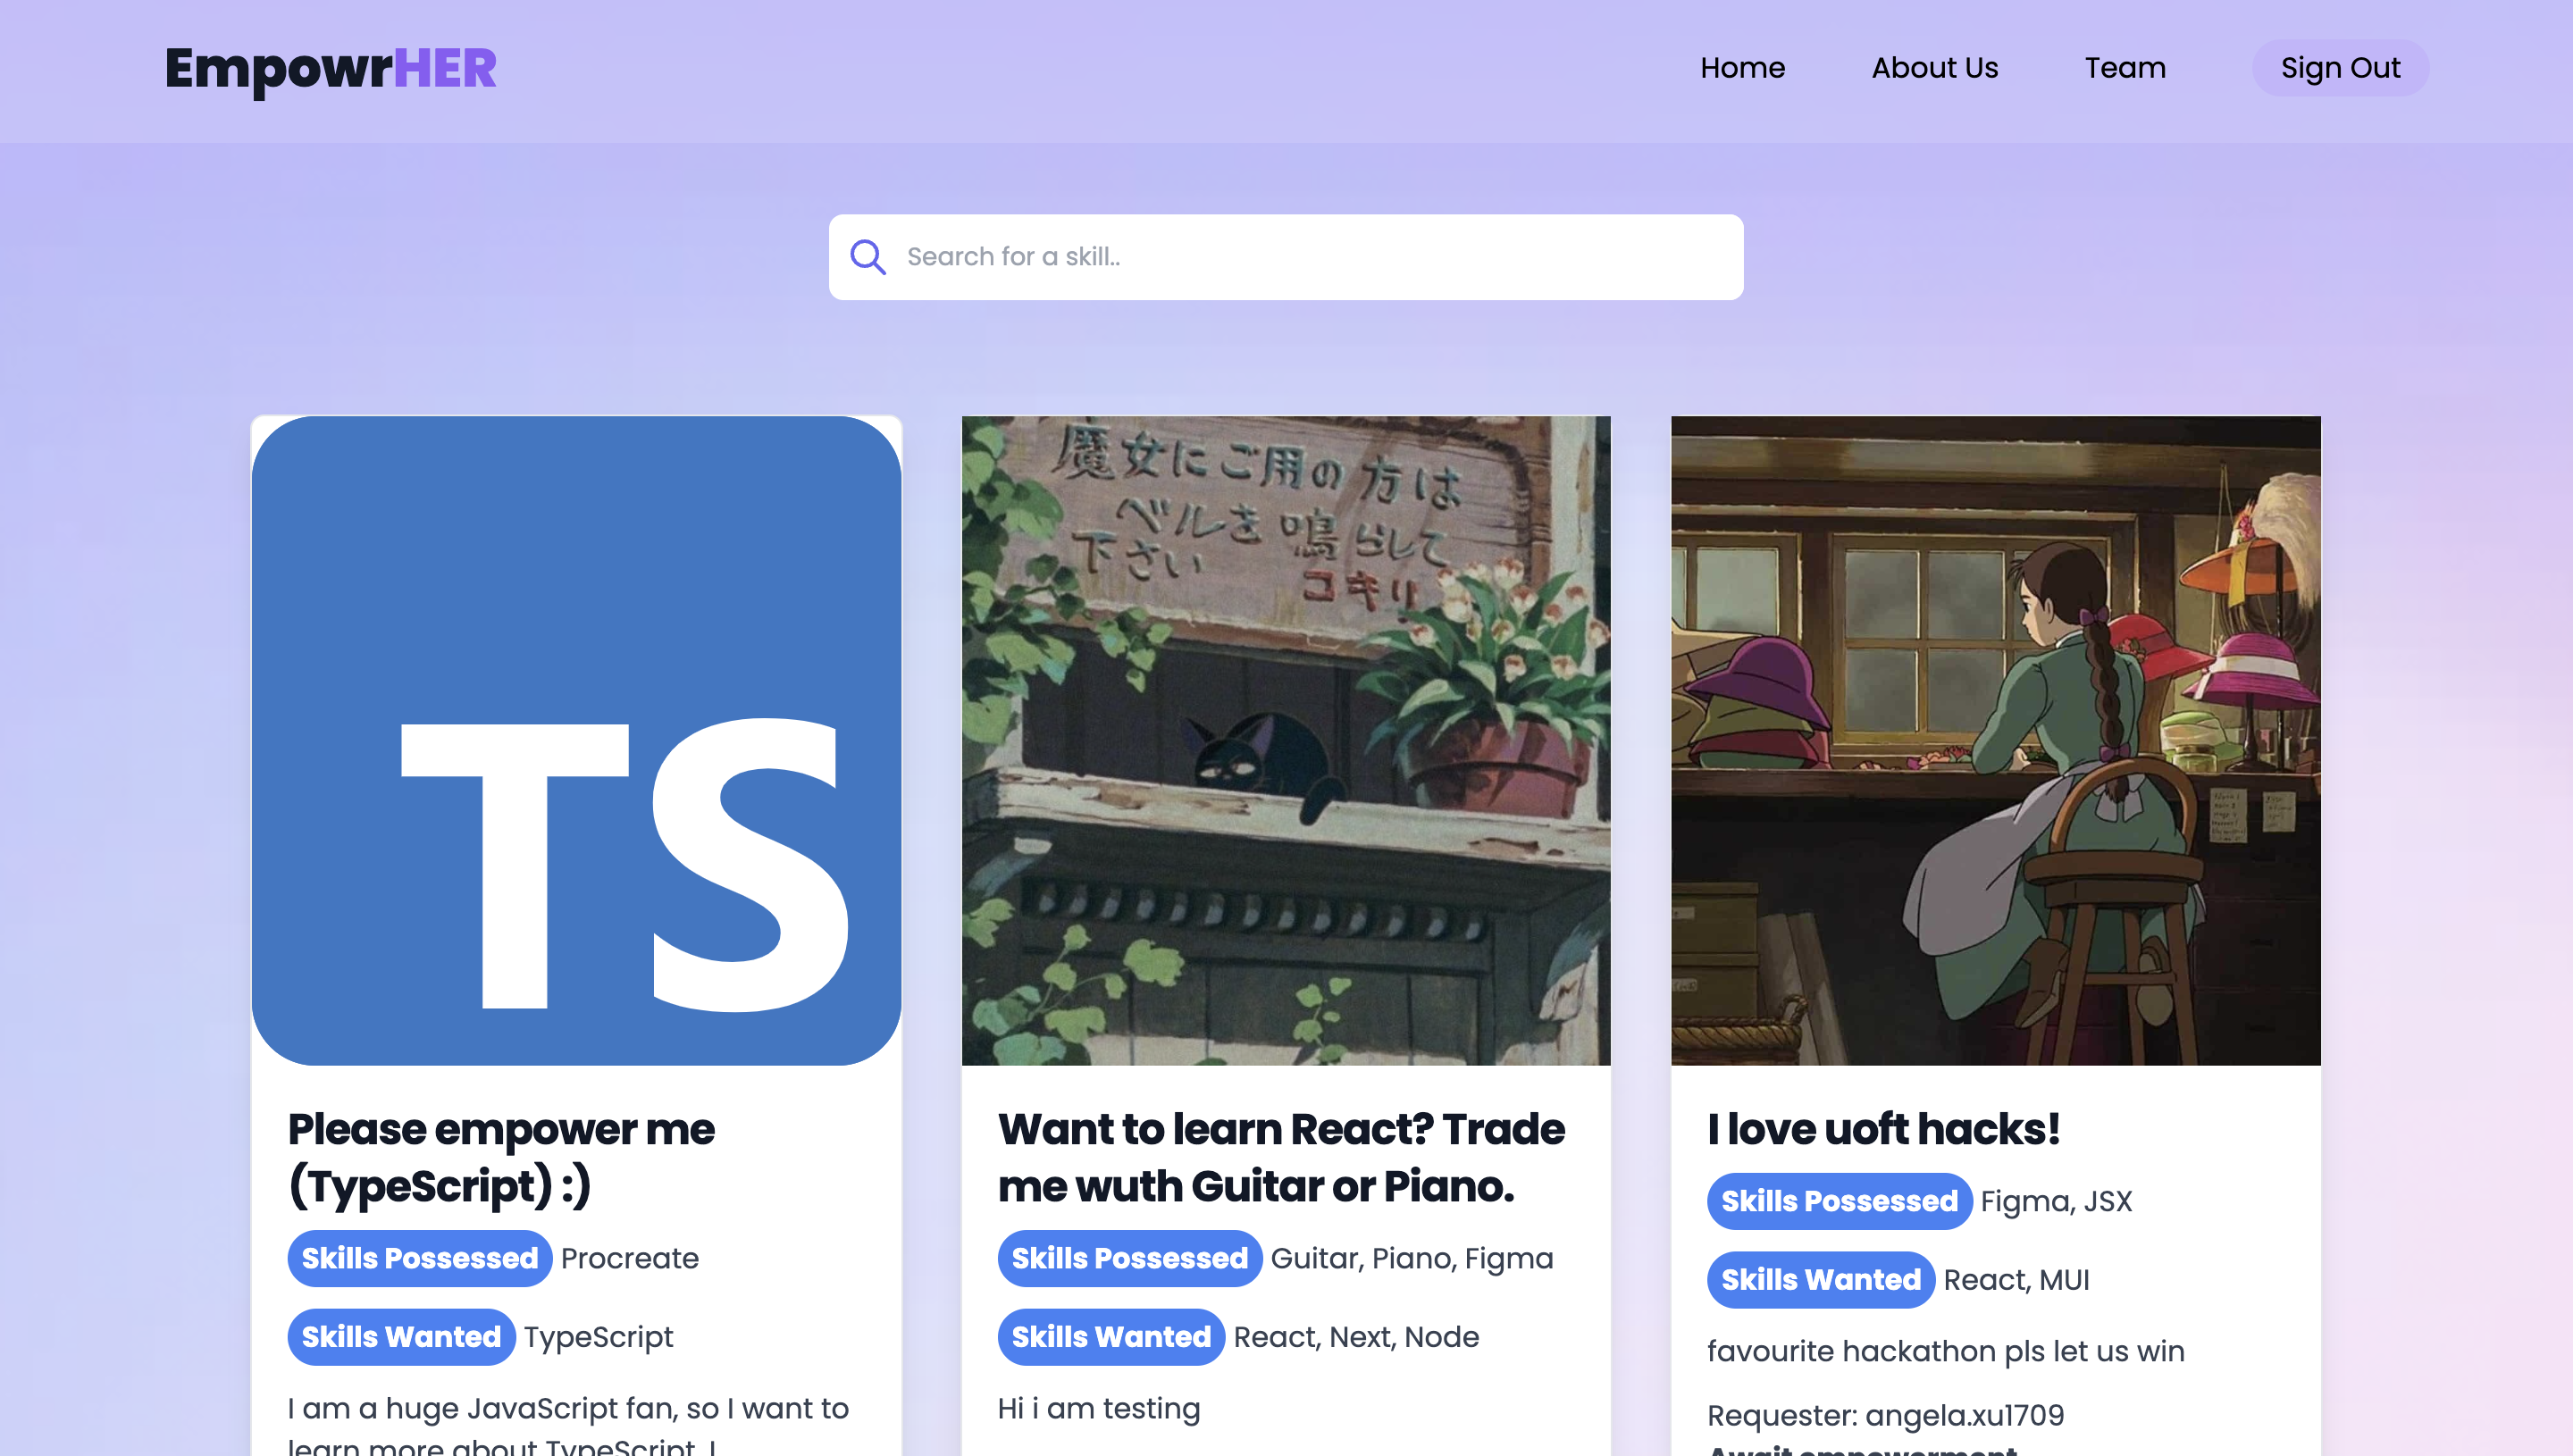 EmpowrHER
Home
About Us
Team
Sign Out
Search for a skill..
TS
魔女にご用の方は
ベルを鳴らして
下さい
コキリ
Please empower me
(TypeScript) :)
Skills Possessed Procreate
Skills Wanted TypeScript
I am a huge JavaScript fan, so I want to
learn more about TypeScript. I
Want to learn React? Trade
me wuth Guitar or Piano.
Skills Possessed Guitar, Piano, Figma
Skills Wanted React, Next, Node
Hi i am testing
I love uoft hacks!
Skills Possessed Figma, JSX
Skills Wanted React, MUI
favourite hackathon pls let us win
Requester: angela.xu1709
Await empowerment